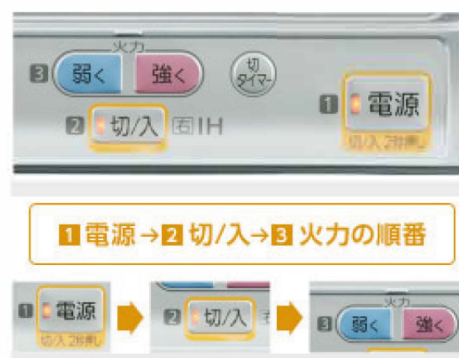 火力
3 弱く 強く
切
タイマー
1 電源
切/入 2秒押し
2 切/入 右IH
1電源→2切/入→3火力の順番
1 電源
切/入 2秒押し
2 切/入
火力
3 弱く 強く